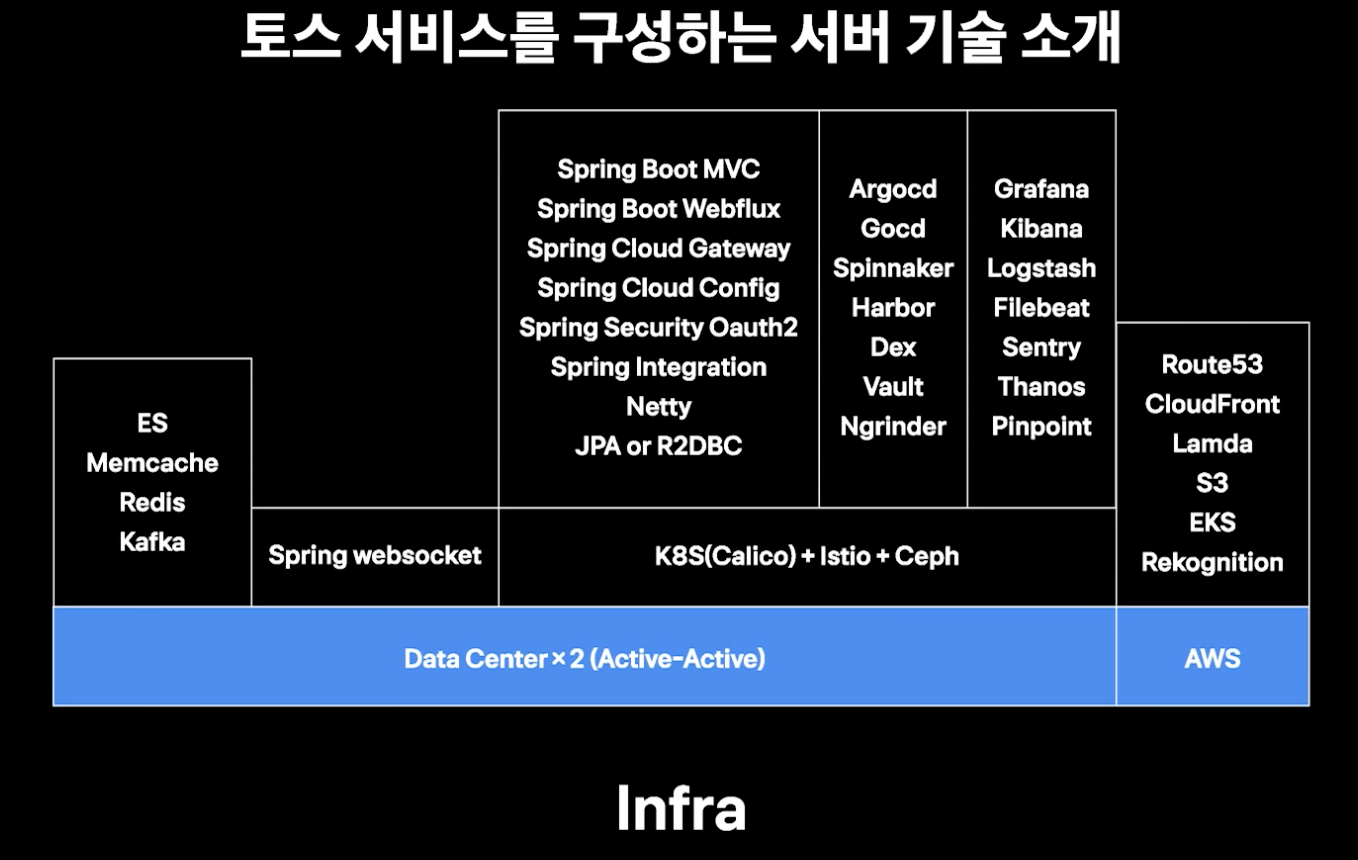 토스 서비스를 구성하는 서버 기술 소개
ES
Memcache
Redis
Kafka
Spring websocket
Spring Boot MVC
Spring Boot Webflux
Spring Cloud Gateway
Spring Cloud Config
Spring Security Oauth2
Spring Integration
Netty
JPA or R2DBC
Argocd
Gocd
Spinnaker
Harbor
Dex
Vault
Ngrinder
Grafana
Kibana
Logstash
Filebeat
Sentry
Thanos
Pinpoint
K8S(Calico) + Istio + Ceph
Route53
CloudFront
Lamda
S3
EKS
Rekognition
Data Center × 2 (Active-Active)
AWS
Infra